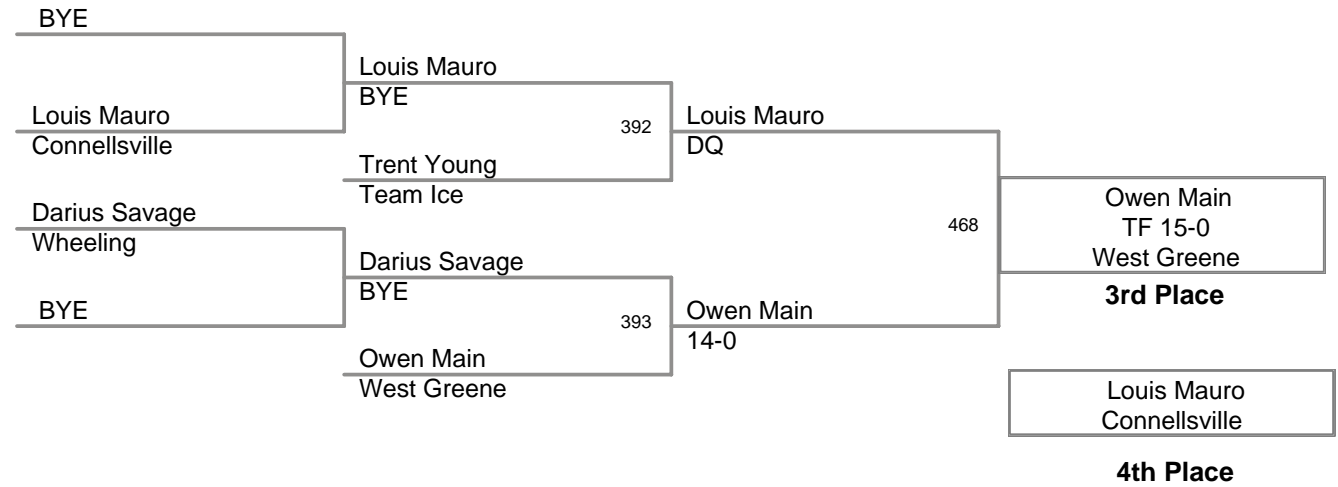 BYE
Louis Mauro
BYE
Louis Mauro
Connellsville
392
Louis Mauro
DQ
Trent Young
Team Ice
Darius Savage
Wheeling
468
Owen Main
TF 15-0
West Greene
3rd Place
Darius Savage
BYE
BYE
393
Owen Main
14-0
Owen Main
West Greene
Louis Mauro
Connellsville
4th Place